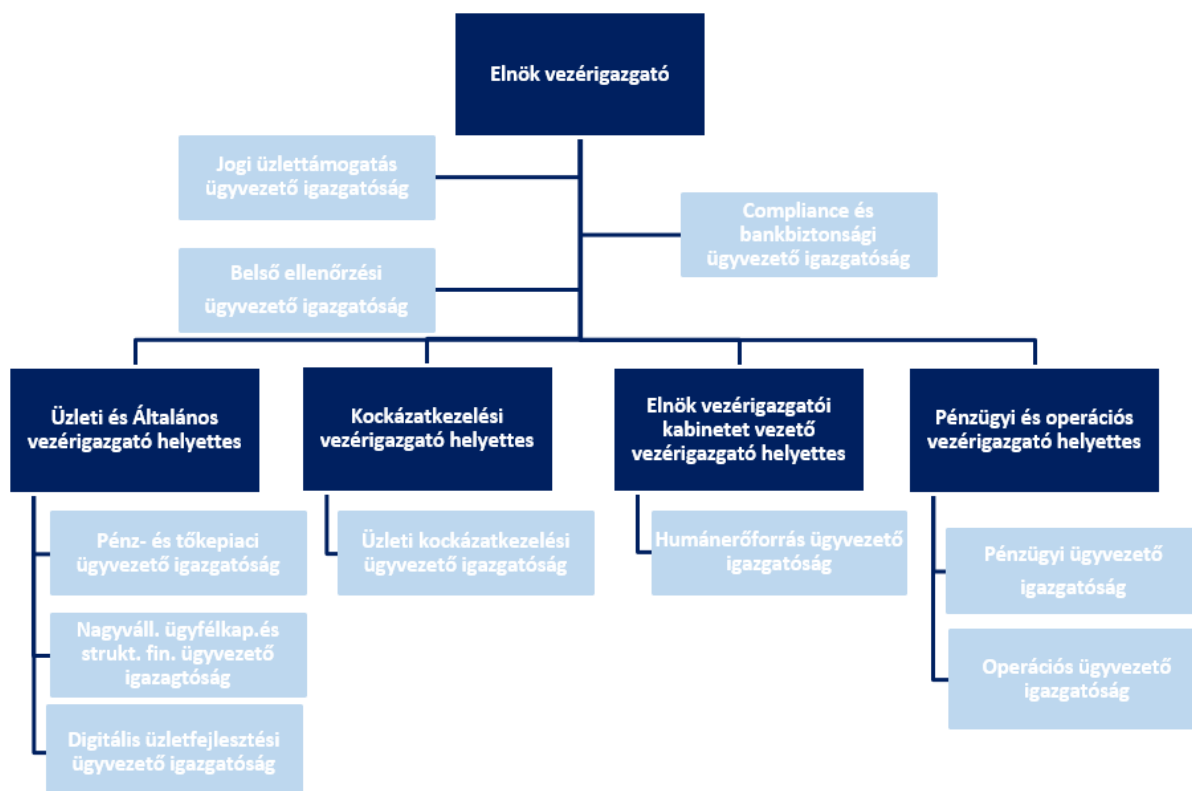 Elnök vezérigazgató
Jogi üzlettámogatás
ügyvezető igazgatóság
Compliance és
bankbiztonsági
ügyvezető igazgatóság
Belső ellenőrzési
ügyvezető igazgatóság
Üzleti és Általános
vezérigazgató helyettes
Kockázatkezelési
vezérigazgató helyettes
Elnök vezérigazgatói
kabinetet vezető
vezérigazgató helyettes
Pénzügyi és operációs
vezérigazgató helyettes
Pénz- és tőkepiaci
ügyvezető igazgatóság
Üzleti kockázatkezelési
ügyvezető igazgatóság
Humánerőforrás ügyvezető
igazgatóság
Pénzügyi ügyvezető
igazgatóság
Nagyváll. ügyfélkap.és
strukt. fin. ügyvezető
igazagtóság
Operációs ügyvezető
igazgatóság
Digitális üzletfejlesztési
ügyvezető igazgatóság